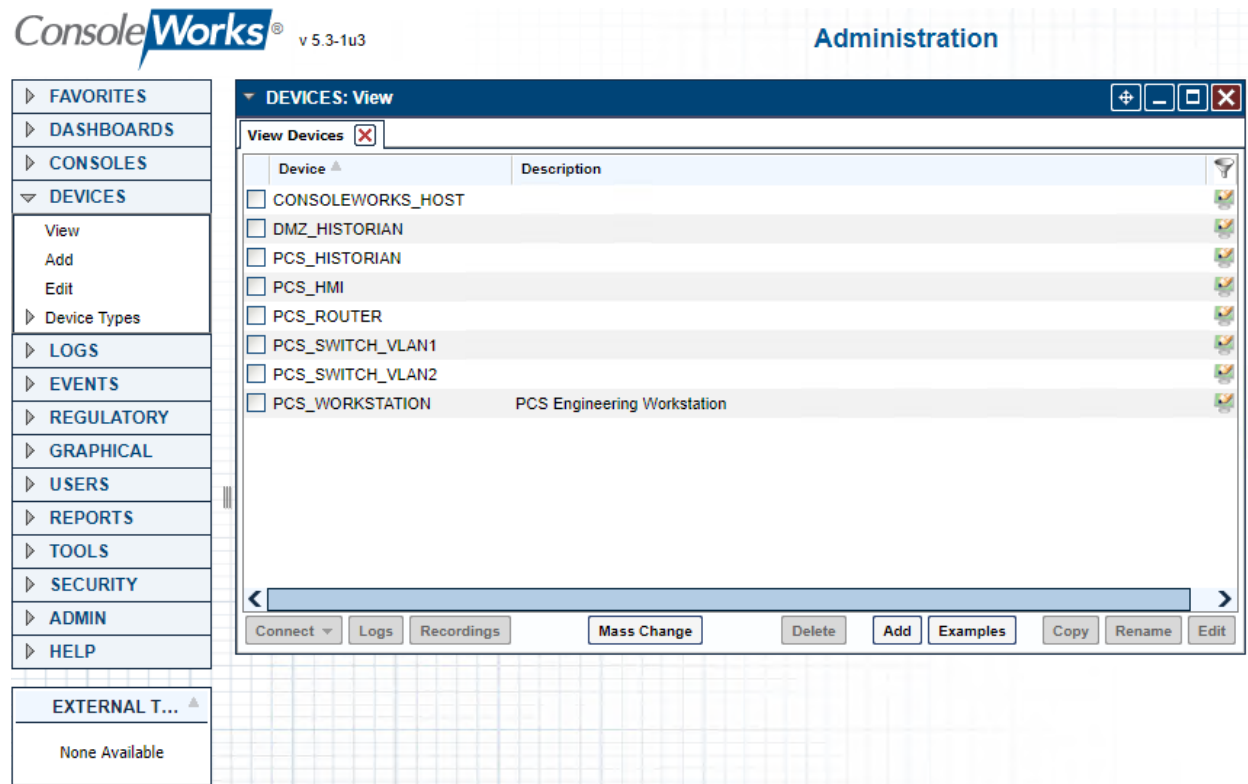 ConsoleWorks® v 5.3-1u3
Administration
FAVORITES
DASHBOARDS
CONSOLES
DEVICES
View
Add
Edit
Device Types
LOGS
EVENTS
REGULATORY
GRAPHICAL
USERS
REPORTS
TOOLS
SECURITY
ADMIN
HELP
EXTERNAL T...
None Available
DEVICES: View
View Devices
Device Description
CONSOLEWORKS_HOST
DMZ_HISTORIAN
PCS_HISTORIAN
PCS_HMI
PCS_ROUTER
PCS_SWITCH_VLAN1
PCS_SWITCH_VLAN2
PCS_WORKSTATION PCS Engineering Workstation
Connect Logs Recordings Mass Change Delete Add Examples Copy Rename Edit